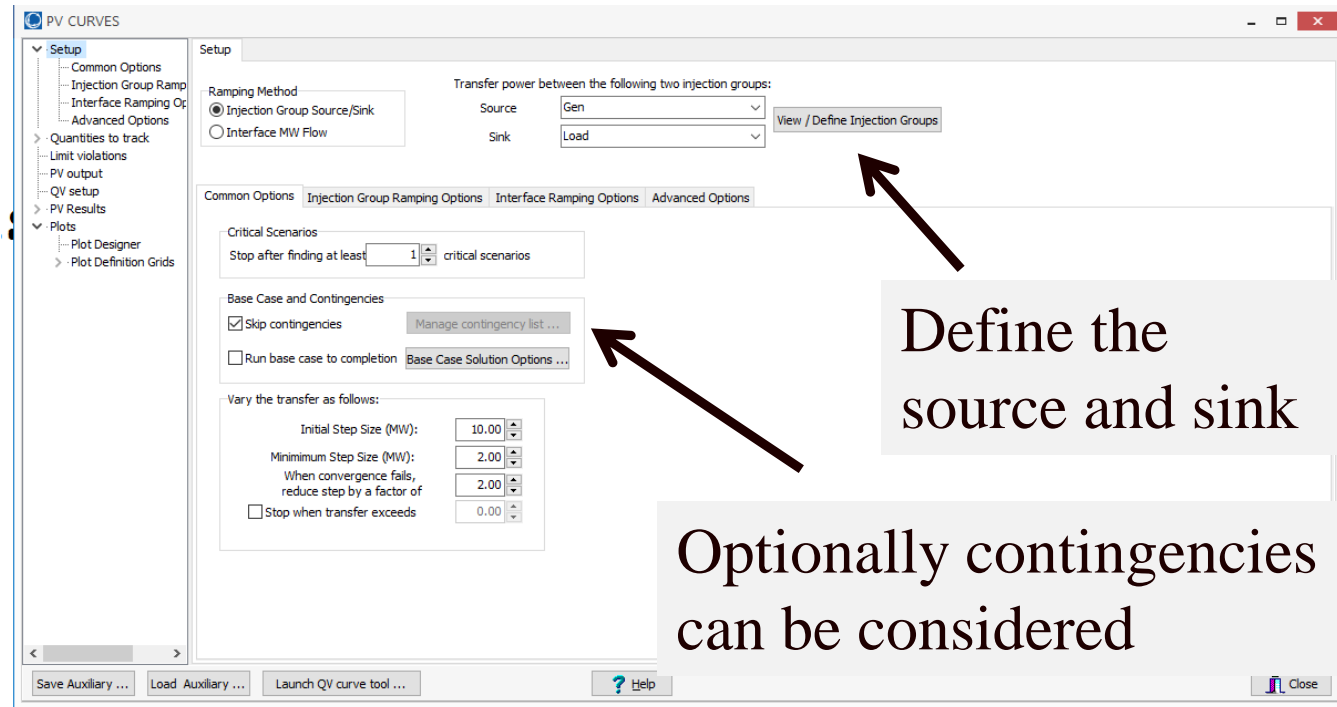 PV CURVES
Setup
Common Options
Injection Group Ramp
Interface Ramping Op
Advanced Options
Quantities to track
Limit violations
PV output
QV setup
PV Results
Plots
Plot Designer
Plot Definition Grids
Setup
Ramping Method
Injection Group Source/Sink
Interface MW Flow
Transfer power between the following two injection groups:
Source Gen
Sink Load
View / Define Injection Groups
Common Options Injection Group Ramping Options Interface Ramping Options Advanced Options
Critical Scenarios
Stop after finding at least 1 critical scenarios
Base Case and Contingencies
Skip contingencies Manage contingency list ...
Run base case to completion Base Case Solution Options ...
Vary the transfer as follows:
Initial Step Size (MW): 10.00
Minimimum Step Size (MW): 2.00
When convergence fails,
reduce step by a factor of 2.00
Stop when transfer exceeds 0.00
Define the
source and sink
Optionally contingencies
can be considered
Save Auxiliary ... Load Auxiliary ... Launch QV curve tool ... ? Help Close